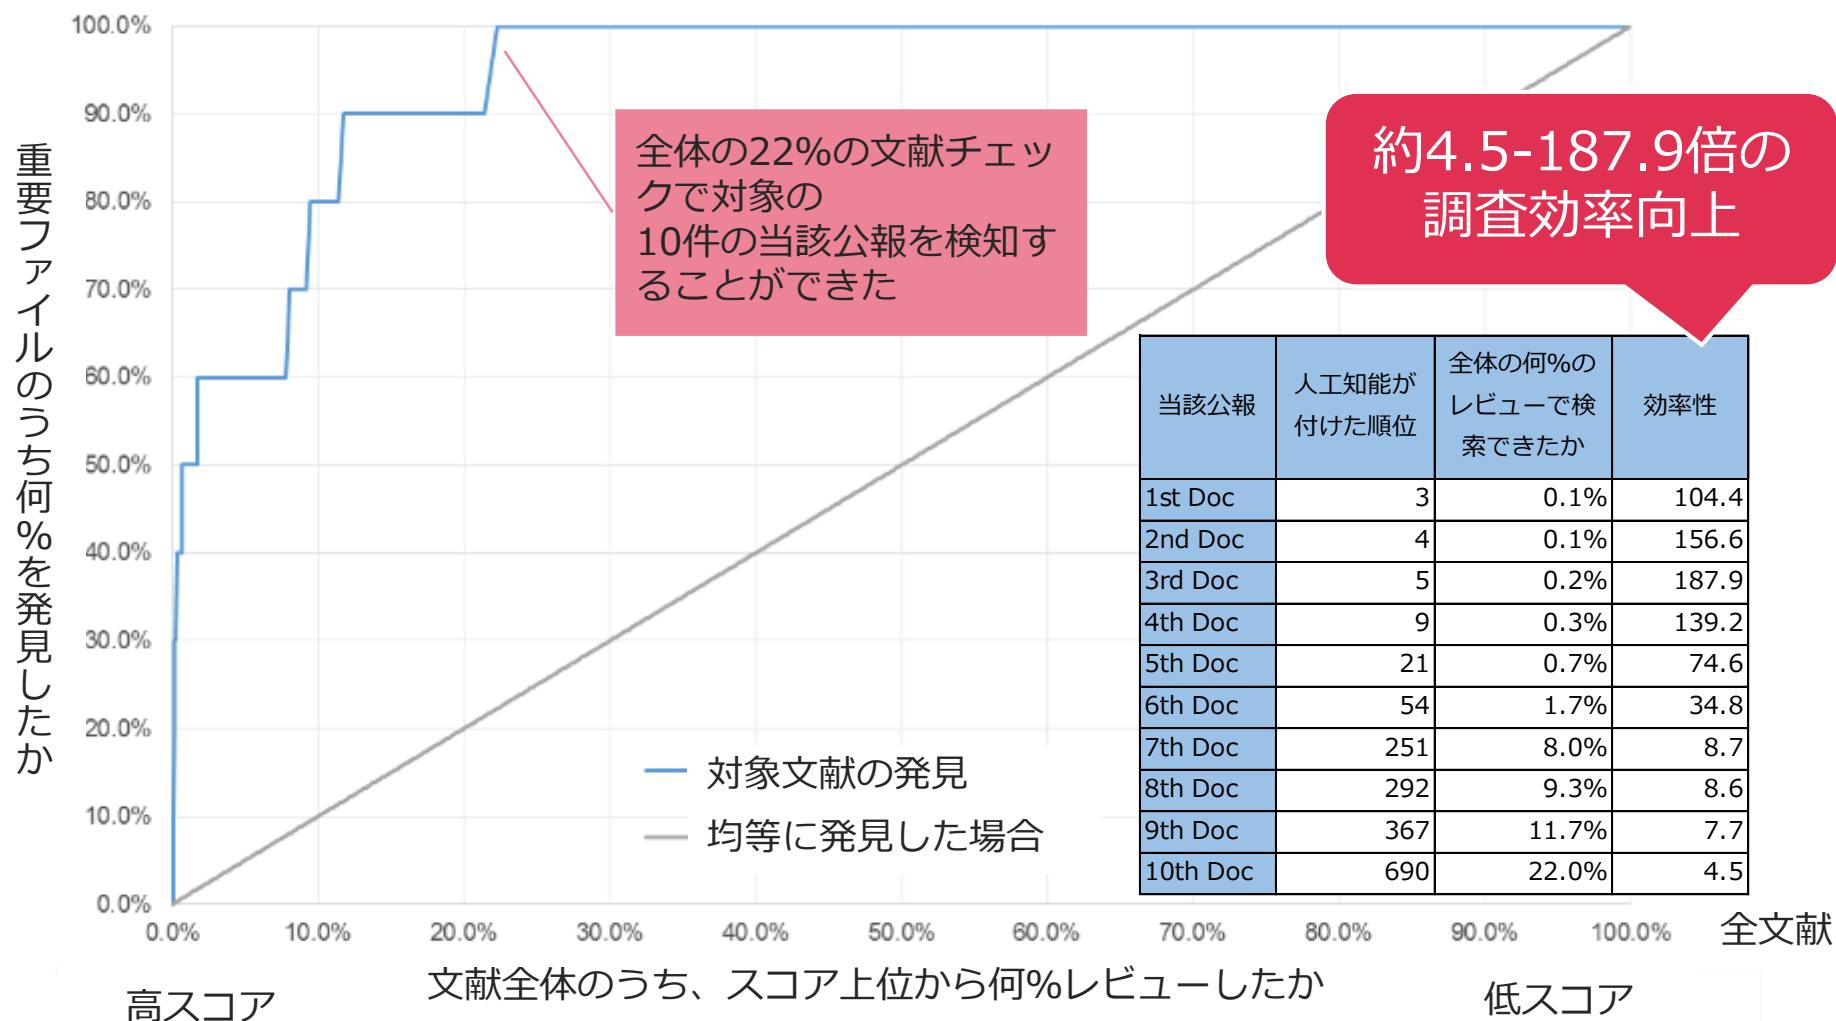 重要ファイルのうち何%を発見したか
100.0%
90.0%
80.0%
70.0%
60.0%
50.0%
40.0%
30.0%
20.0%
10.0%
0.0%
全体の22%の文献チェッ
クで対象の
10件の当該公報を検知す
ることができた
約4.5-187.9倍の
調査効率向上
当該公報
人工知能が
付けた順位
全体の何%の
レビューで検
索できたか
効率性
1st Doc 3 0.1% 104.4
2nd Doc 4 0.1% 156.6
3rd Doc 5 0.2% 187.9
4th Doc 9 0.3% 139.2
5th Doc 21 0.7% 74.6
6th Doc 54 1.7% 34.8
7th Doc 251 8.0% 8.7
8th Doc 292 9.3% 8.6
9th Doc 367 11.7% 7.7
10th Doc 690 22.0% 4.5
対象文献の発見
均等に発見した場合
0.0% 10.0% 20.0% 30.0% 40.0% 50.0% 60.0% 70.0% 80.0% 90.0% 100.0% 全文献
高スコア 文献全体のうち、スコア上位から何%レビューしたか 低スコア